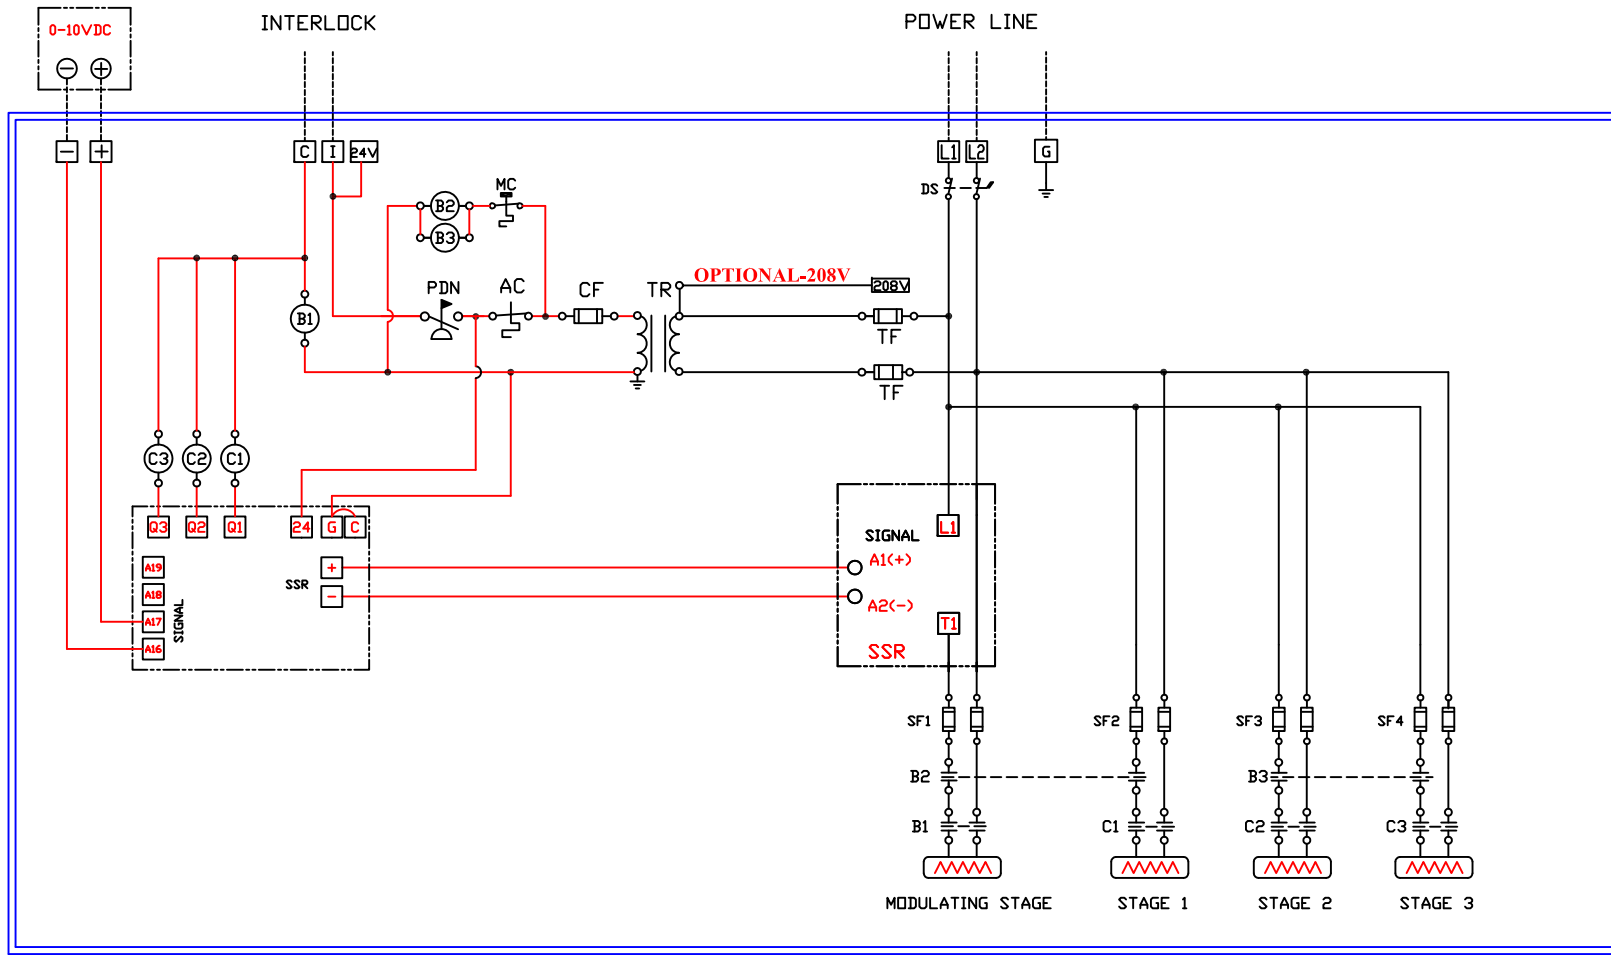 0-10VDC
INTERLOCK
POWER LINE
- +
C I 24V
L1 L2 G
DS
MC
B2
B3
PDN AC CF TR
OPTIONAL-208V
208V
B1
TF
TF
C3 C2 C1
Q3 Q2 Q1 24 G C
A19
A18
A17
A16
SIGNAL
SSR
+
-
L1
SIGNAL
A1(+)
A2(-)
T1
SSR
SF1 SF2 SF3 SF4
B2 B3
B1 C1 C2 C3
MODULATING STAGE STAGE 1 STAGE 2 STAGE 3